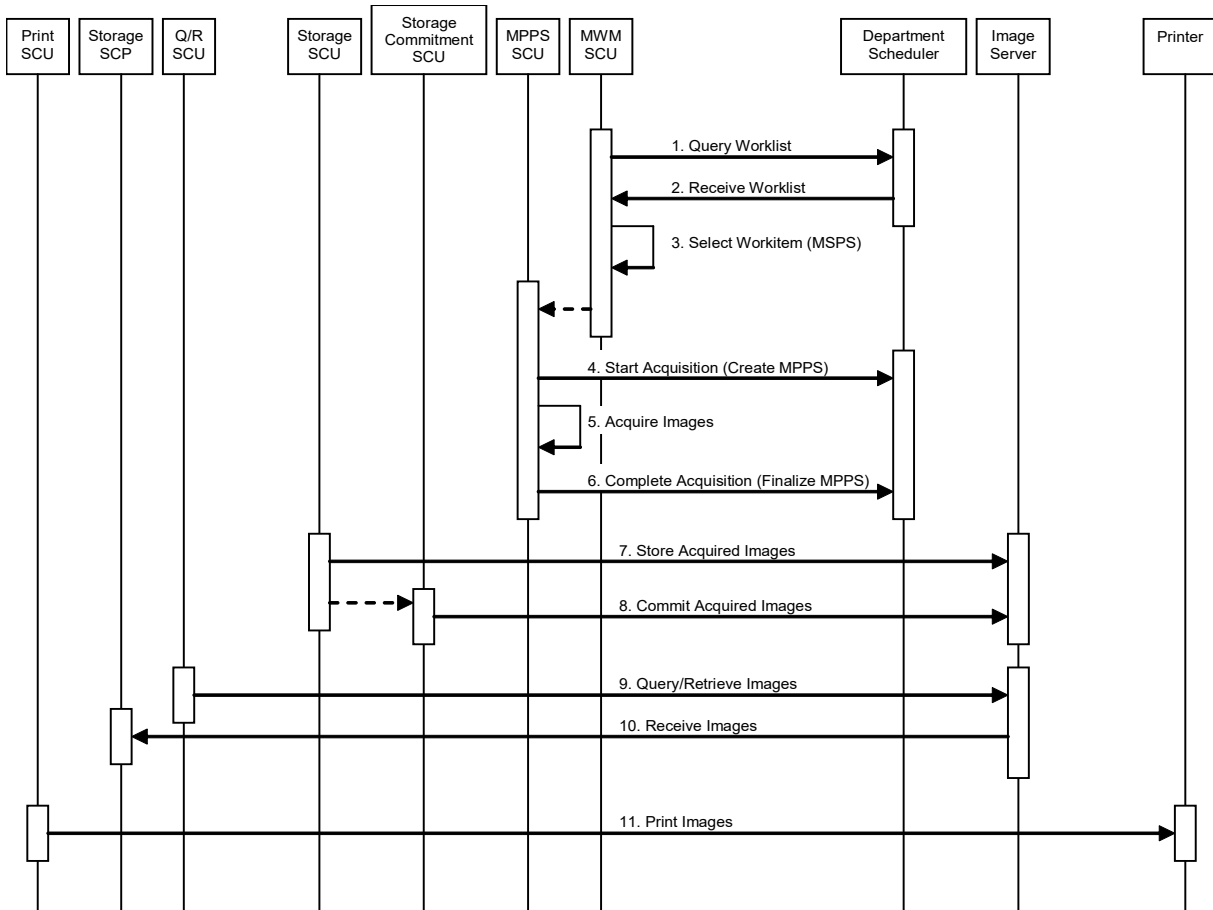 Print
SCU
Storage
SCP
Q/R
SCU
Storage
SCU
Storage
Commitment
SCU
MPPS
SCU
MWM
SCU
Department
Scheduler
Image
Server
Printer
1. Query Worklist
2. Receive Worklist
3. Select Workitem (MSPS)
4. Start Acquisition (Create MPPS)
5. Acquire Images
6. Complete Acquisition (Finalize MPPS)
7. Store Acquired Images
8. Commit Acquired Images
9. Query/Retrieve Images
10. Receive Images
11. Print Images